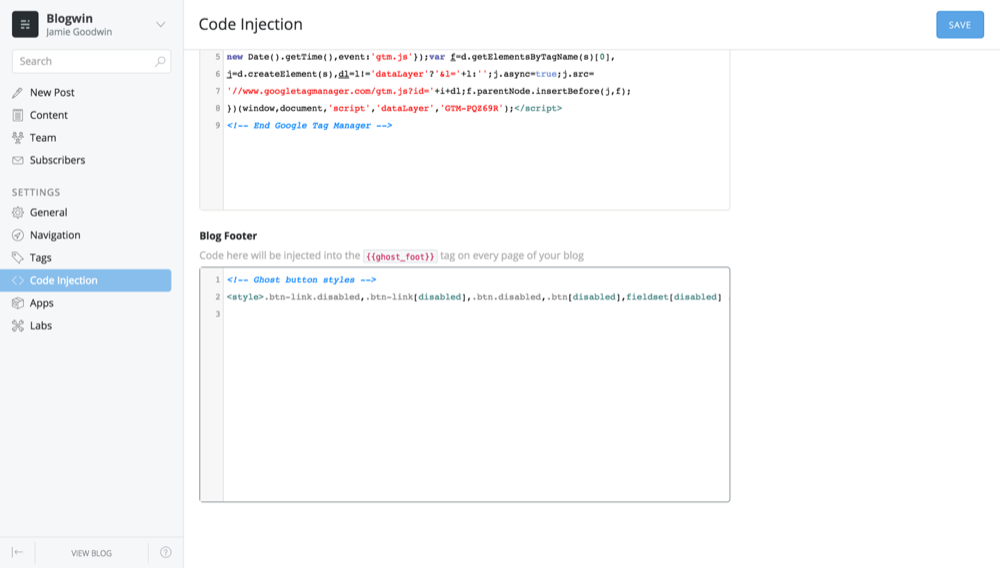 Blogwin
Jamie Goodwin
Search
New Post
Content
Team
Subscribers
SETTINGS
General
Navigation
Tags
Code Injection
Apps
Labs
VIEW BLOG
Code Injection
SAVE
5 new Date().getTime(),event:'gtm.js'});var f=d.getElementsByTagName(s)[0],
6 j=d.createElement(s),dl=l!='dataLayer'?'&l='+l:'';j.async=true;j.src=
7 '//www.googletagmanager.com/gtm.js?id='+i+dl;f.parentNode.insertBefore(j,f);
8 })(window,document,'script','dataLayer','GTM-PQZ69R');</script>
9 <!-- End Google Tag Manager -->
Blog Footer
Code here will be injected into the {{ghost_foot}} tag on every page of your blog
1 <!-- Ghost button styles -->
2 <style>.btn-link.disabled,.btn-link[disabled],.btn.disabled,.btn[disabled],fieldset[disabled]
3